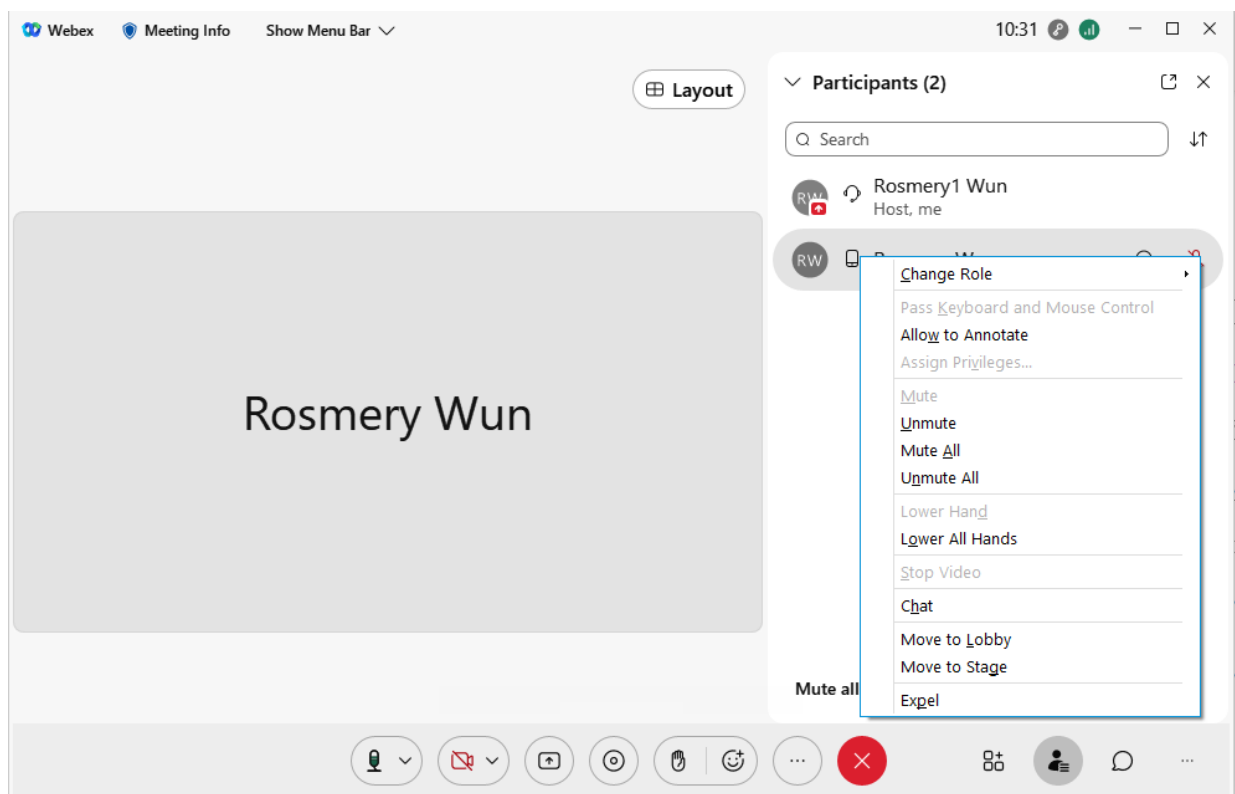 Webex Meeting Info Show Menu Bar 10:31
Layout
Participants (2)
Search
RW Rosmery1 Wun
Host, me
RW
Change Role
Pass Keyboard and Mouse Control
Allow to Annotate
Assign Privileges...
Mute
Unmute
Mute All
Unmute All
Lower Hand
Lower All Hands
Stop Video
Chat
Move to Lobby
Move to Stage
Expel
Rosmery Wun
Mute all